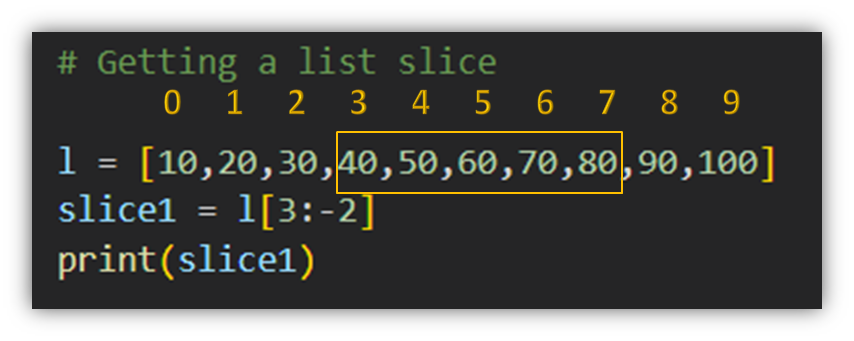 # Getting a list slice
0 1 2 3 4 5 6 7 8 9
l = [10,20,30,40,50,60,70,80,90,100]
slice1 = l[3:-2]
print(slice1)